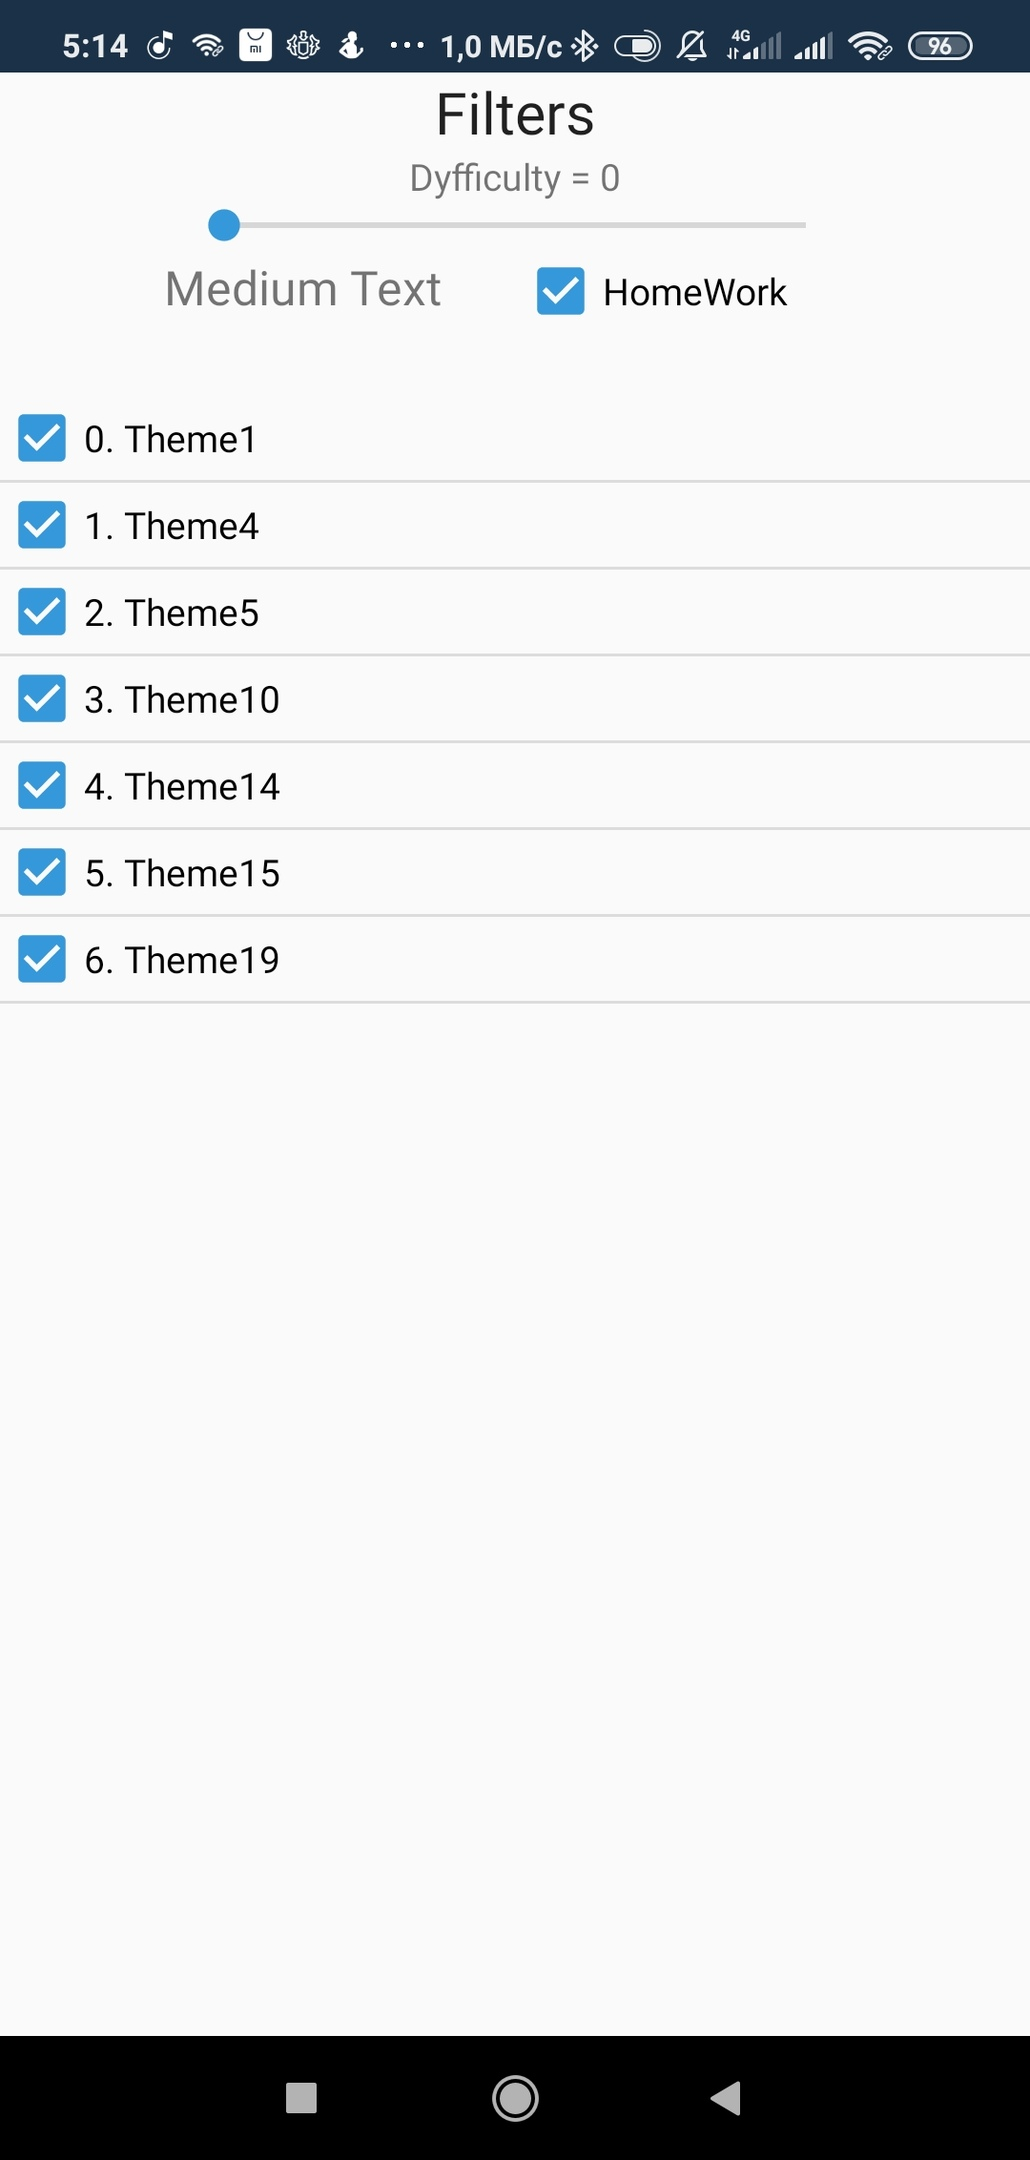 5:14 1,0 МБ/с 4G 96
Filters
Dyfficulty = 0
Medium Text HomeWork
0. Theme1
1. Theme4
2. Theme5
3. Theme10
4. Theme14
5. Theme15
6. Theme19